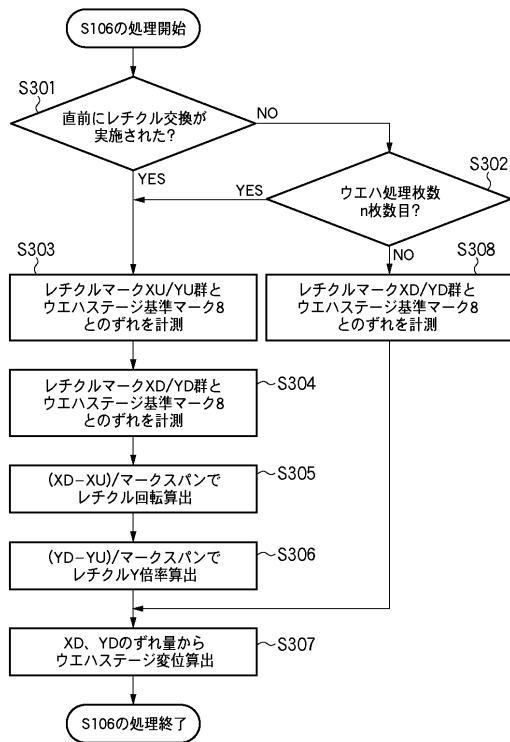 S106の処理開始
S301
直前にレチクル交換が
実施された?
NO
YES
S302
ウエハ処理枚数
n枚数目?
YES
NO
S303
レチクルマークXU/YU群と
ウエハステージ基準マーク8
とのずれを計測
S308
レチクルマークXD/YD群と
ウエハステージ基準マーク8
とのずれを計測
レチクルマークXD/YD群と
ウエハステージ基準マーク8
とのずれを計測
S304
(XD−XU)/マークスパンで
レチクル回転算出
S305
(YD−YU)/マークスパンで
レチクルY倍率算出
S306
XD、YDのずれ量から
ウエハステージ変位算出
S307
S106の処理終了